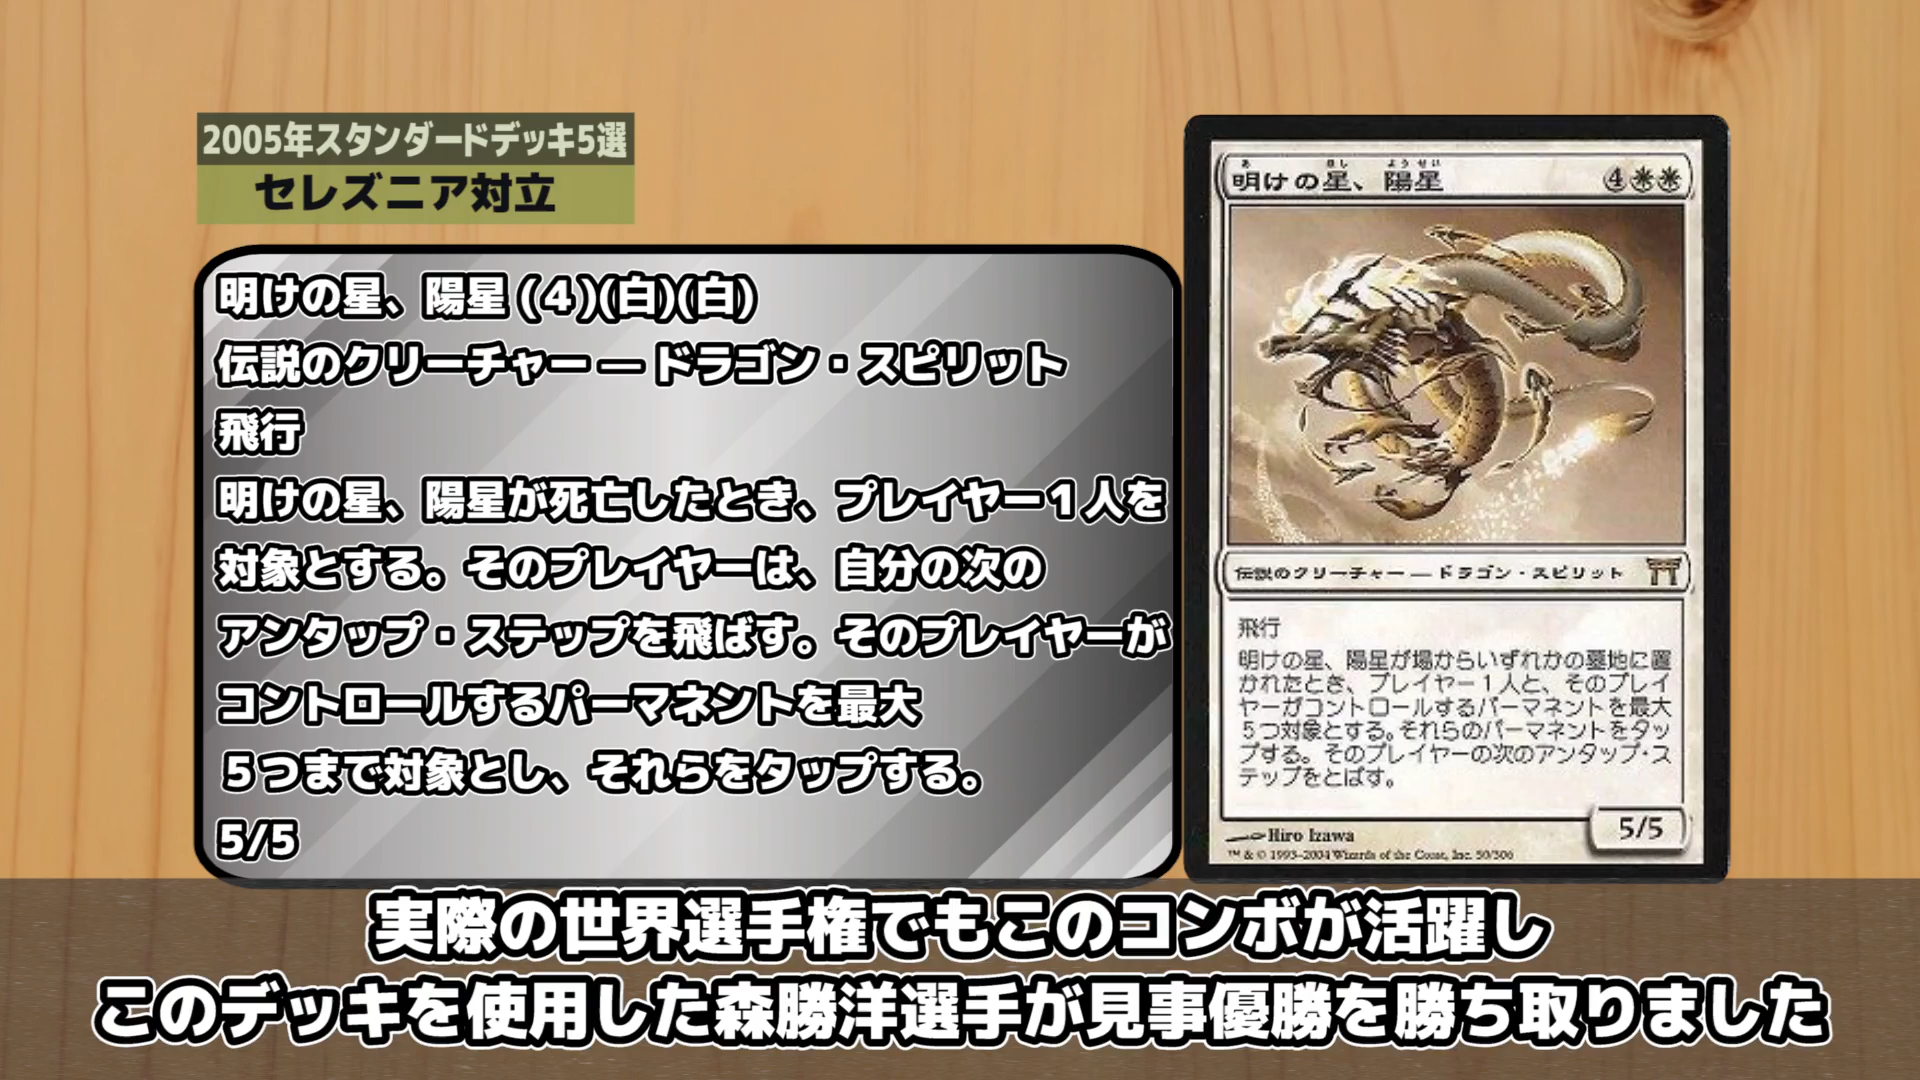 2005年スタンダードデッキ5選
セレズニア対立
明けの星、陽星 (４)(白)(白)
伝説のクリーチャー ― ドラゴン・スピリット
飛行
明けの星、陽星が死亡したとき、プレイヤー１人を
対象とする。そのプレイヤーは、自分の次の
アンタップ・ステップを飛ばす。そのプレイヤーが
コントロールするパーマネントを最大
５つまで対象とし、それらをタップする。
5/5
あ ほし ようせい
明けの星、陽星 4
伝説のクリーチャー ― ドラゴン・スピリット
飛行
明けの星、陽星が場からいずれかの墓地に置
かれたとき、プレイヤー１人と、そのプレイ
ヤーがコントロールするパーマネントを最大
５つ対象とする。それらのパーマネントをタッ
プする。そのプレイヤーの次のアンタップ・ス
テップをとばす。
5/5
Hiro Izawa
™ & © 1993–2004 Wizards of the Coast, Inc. 50/306
実際の世界選手権でもこのコンボが活躍し
このデッキを使用した森勝洋選手が見事優勝を勝ち取りました